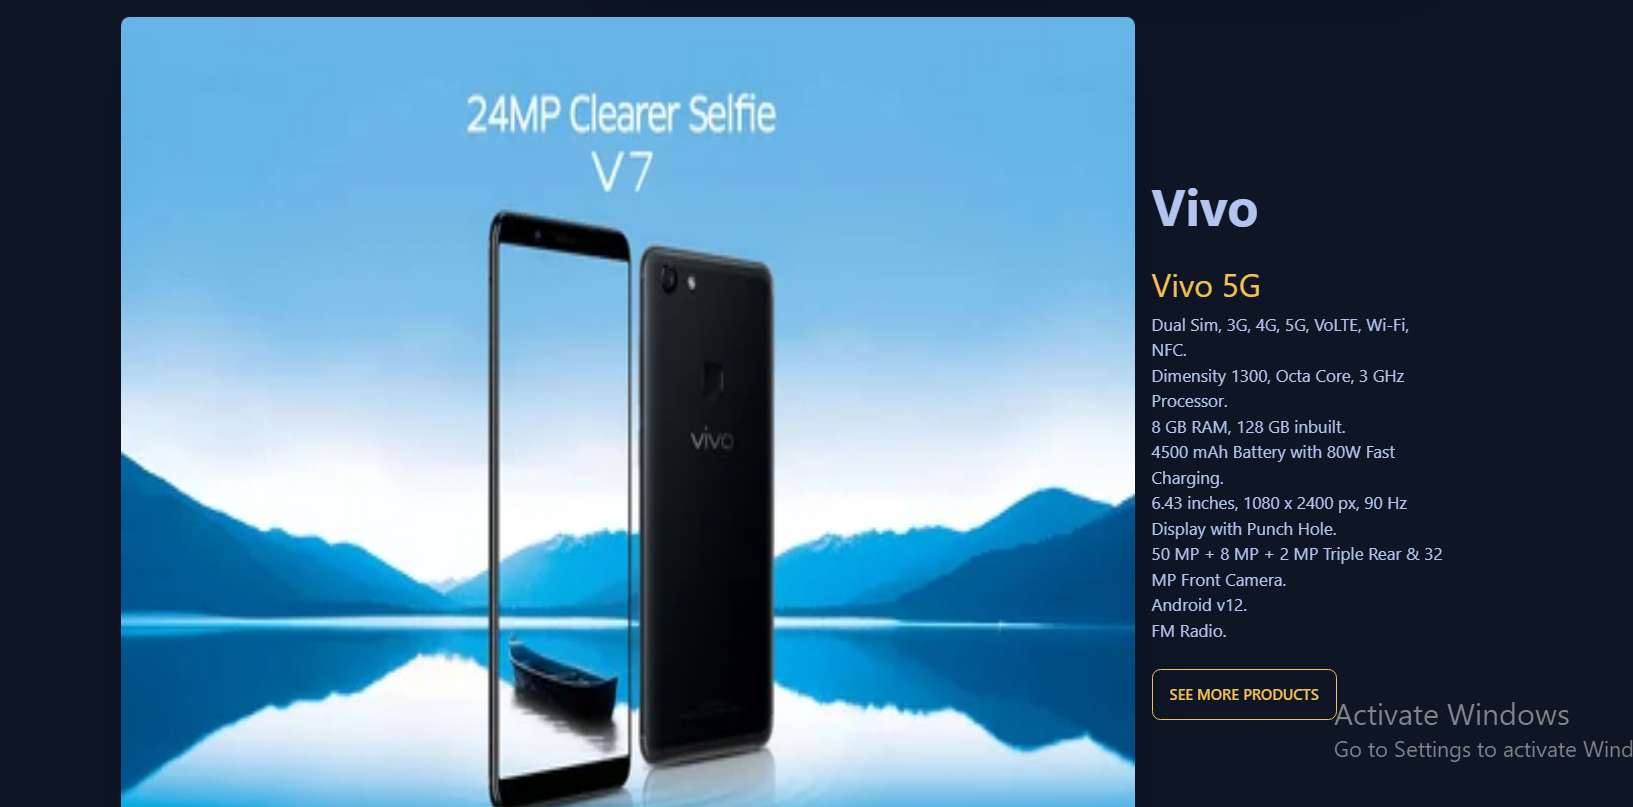 24MP Clearer Selfie
V7
vivo
Vivo
Vivo 5G
Dual Sim, 3G, 4G, 5G, VoLTE, Wi-Fi,
NFC.
Dimensity 1300, Octa Core, 3 GHz
Processor.
8 GB RAM, 128 GB inbuilt.
4500 mAh Battery with 80W Fast
Charging.
6.43 inches, 1080 x 2400 px, 90 Hz
Display with Punch Hole.
50 MP + 8 MP + 2 MP Triple Rear & 32
MP Front Camera.
Android v12.
FM Radio.
SEE MORE PRODUCTS
Activate Windows
Go to Settings to activate Wind